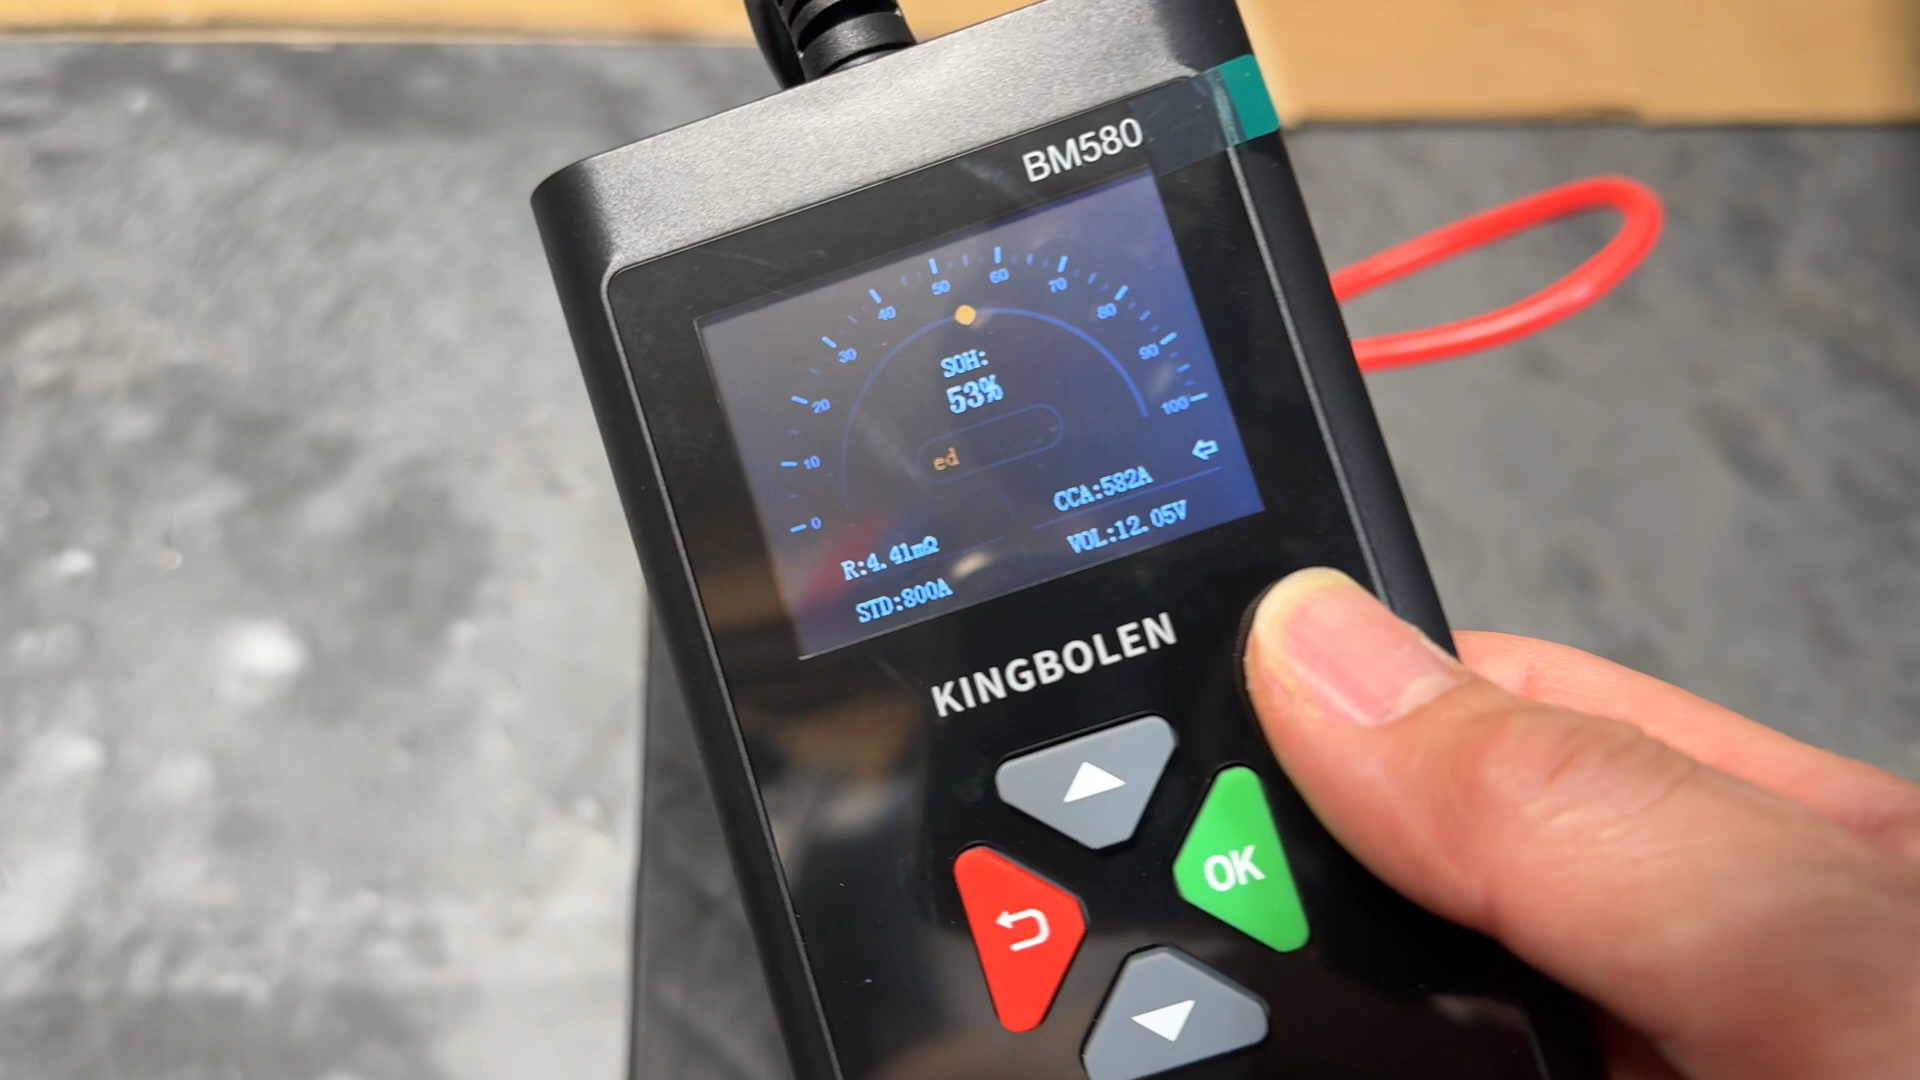 BM580
0
10
20
30
40
50
60
70
80
90
100
SOH:
53%
ed
R:4.41mΩ
CCA:582A
STD:800A
VOL:12.05V
KINGBOLEN
OK